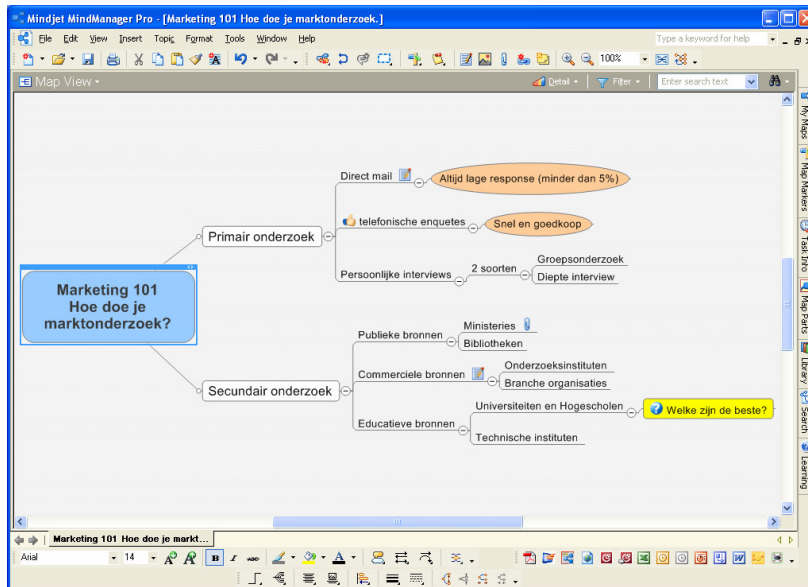 Mindjet MindManager Pro - [Marketing 101 Hoe doe je marktonderzoek.]
File Edit View Insert Topic Format Tools Window Help
Type a keyword for help
100%
Map View
Detail
Filter
Enter search text
My Maps
Map Markers
Task Info
Map Parts
Library
Search
Learning
Marketing 101
Hoe doe je
marktonderzoek?
Primair onderzoek
Direct mail
Altijd lage response (minder dan 5%)
telefonische enquetes
Snel en goedkoop
Persoonlijke interviews
2 soorten
Groepsonderzoek
Diepte interview
Secundair onderzoek
Publieke bronnen
Ministeries
Bibliotheken
Commerciele bronnen
Onderzoeksinstituten
Branche organisaties
Educatieve bronnen
Universiteiten en Hogescholen
Welke zijn de beste?
Technische instituten
Marketing 101 Hoe doe je markt...
Arial 14 B I abc A